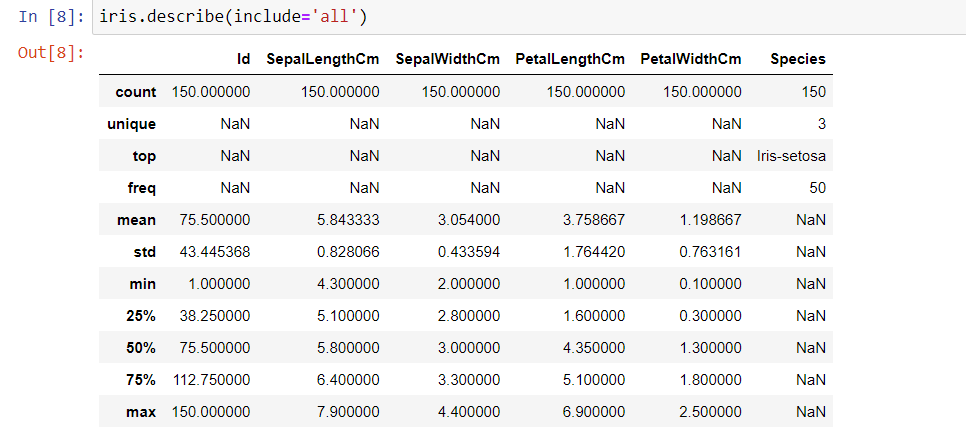 In [8]: iris.describe(include='all')
Out[8]:
Id SepalLengthCm SepalWidthCm PetalLengthCm PetalWidthCm Species
count 150.000000 150.000000 150.000000 150.000000 150.000000 150
unique NaN NaN NaN NaN NaN 3
top NaN NaN NaN NaN NaN Iris-setosa
freq NaN NaN NaN NaN NaN 50
mean 75.500000 5.843333 3.054000 3.758667 1.198667 NaN
std 43.445368 0.828066 0.433594 1.764420 0.763161 NaN
min 1.000000 4.300000 2.000000 1.000000 0.100000 NaN
25% 38.250000 5.100000 2.800000 1.600000 0.300000 NaN
50% 75.500000 5.800000 3.000000 4.350000 1.300000 NaN
75% 112.750000 6.400000 3.300000 5.100000 1.800000 NaN
max 150.000000 7.900000 4.400000 6.900000 2.500000 NaN